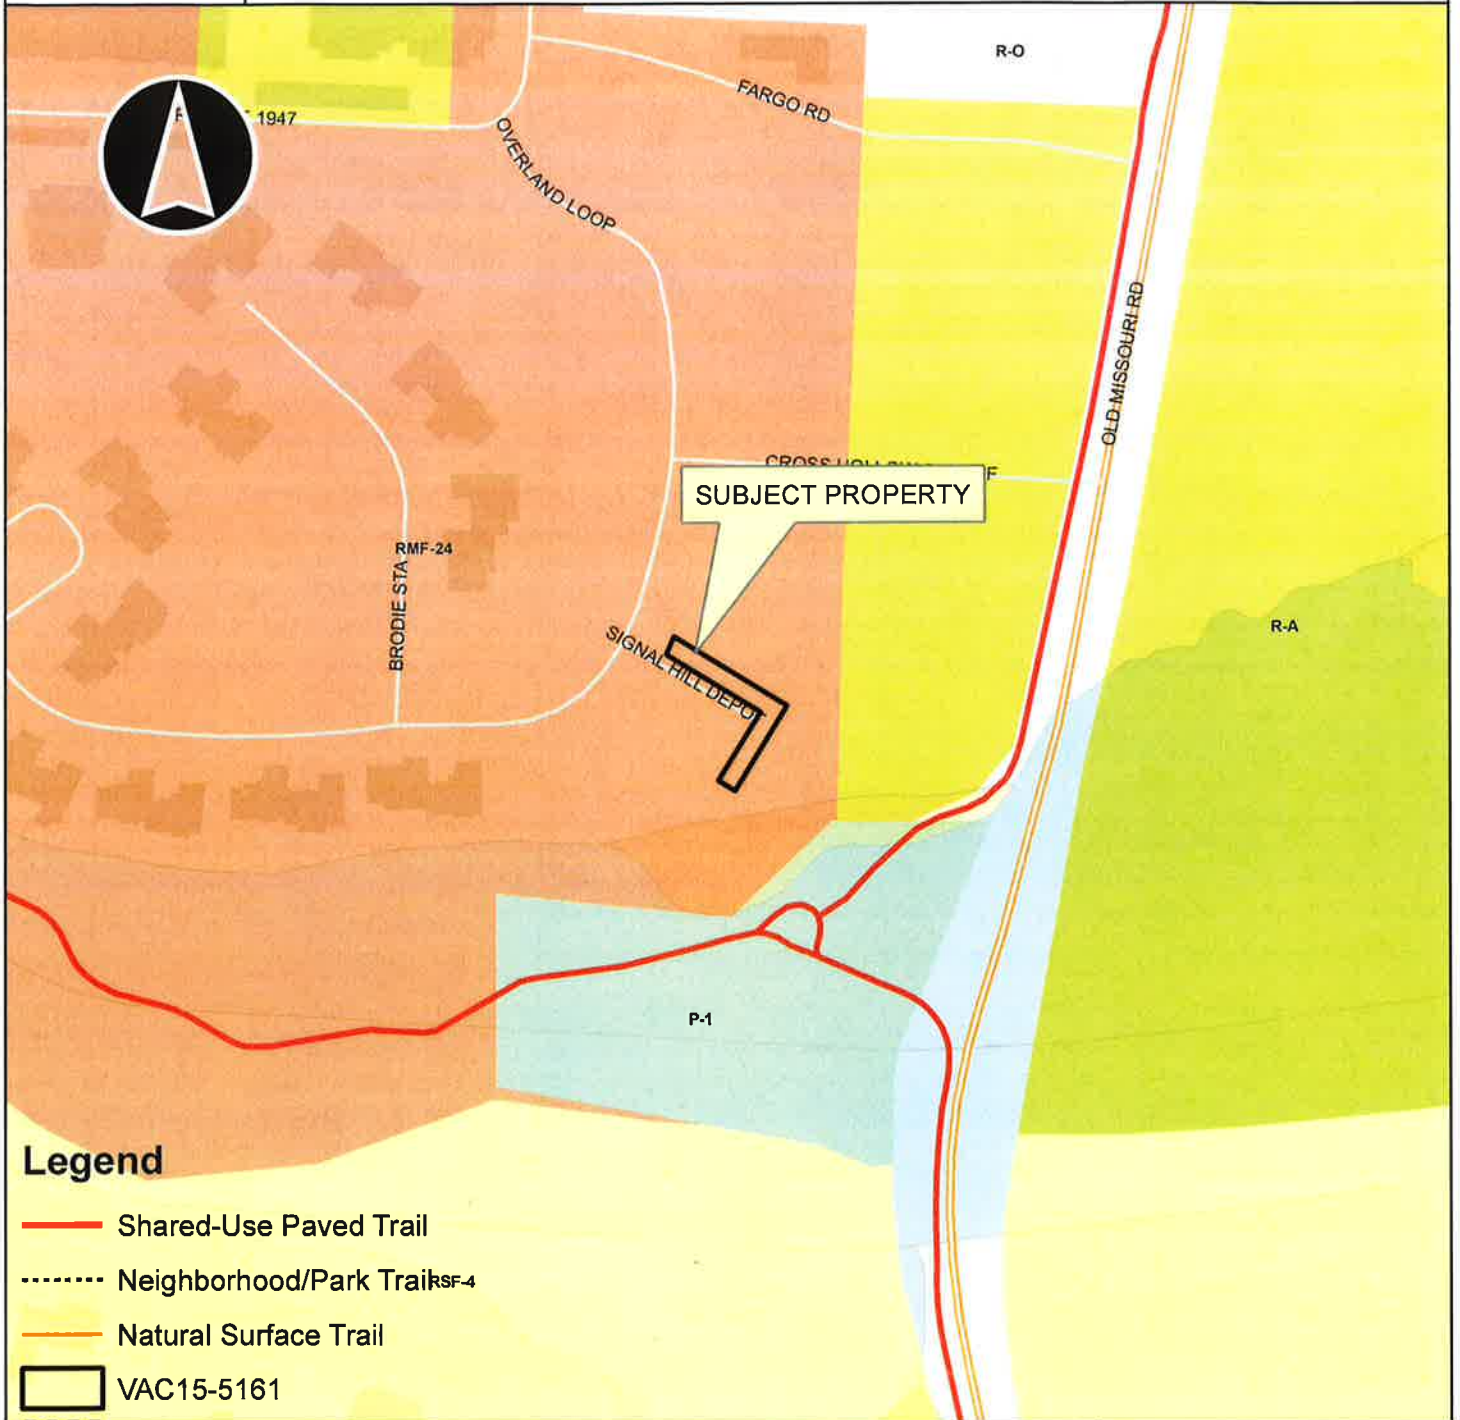 R-O
FARGO RD
1947
OVERLAND LOOP
OLD MISSOURI RD
CROSS
SUBJECT PROPERTY
RMF-24
BRODIE STA
SIGNAL HILL DEPOT
R-A
P-1
Legend
Shared-Use Paved Trail
Neighborhood/Park Trail
RSF-4
Natural Surface Trail
VAC15-5161